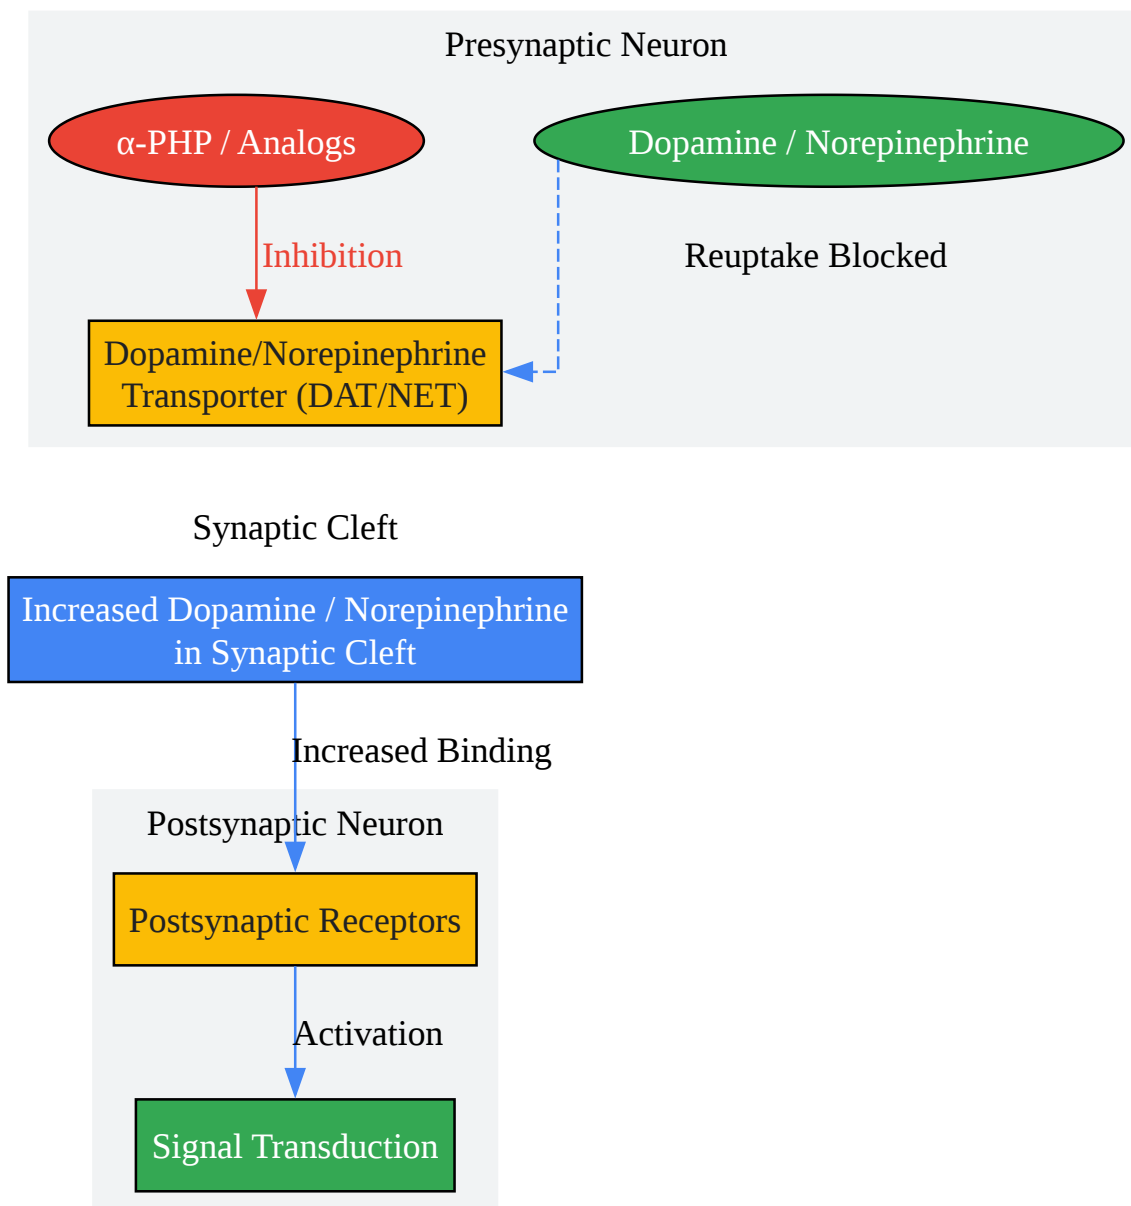 Presynaptic Neuron
α-PHP / Analogs
Dopamine / Norepinephrine
Inhibition
Reuptake Blocked
Dopamine/Norepinephrine
Transporter (DAT/NET)
Synaptic Cleft
Increased Dopamine / Norepinephrine
in Synaptic Cleft
Increased Binding
Postsynaptic Neuron
Postsynaptic Receptors
Activation
Signal Transduction